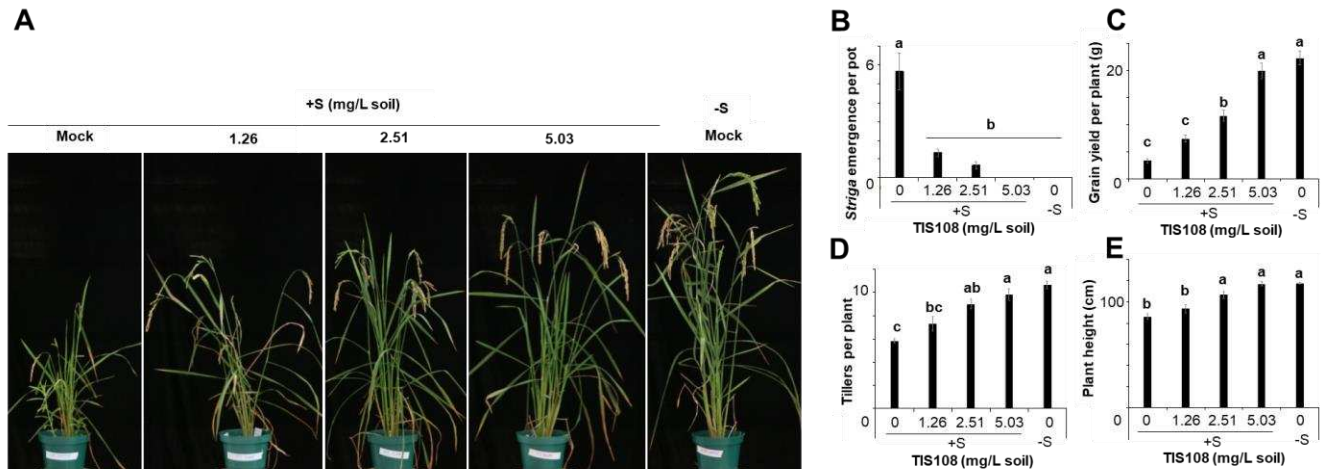 A
+S (mg/L soil)
-S
Mock
1.26
2.51
5.03
Mock
B
Striga emergence per pot
6
0
a
b
0 1.26 2.51 5.03 0
+S
-S
TIS108 (mg/L soil)
C
Grain yield per plant (g)
20
0
c c b a a
0 1.26 2.51 5.03 0
+S
-S
TIS108 (mg/L soil)
D
Tillers per plant
10
0
c bc ab a a
0 1.26 2.51 5.03 0
+S
-S
TIS108 (mg/L soil)
E
Plant height (cm)
100
0
b b a a a
0 1.26 2.51 5.03 0
+S
-S
TIS108 (mg/L soil)